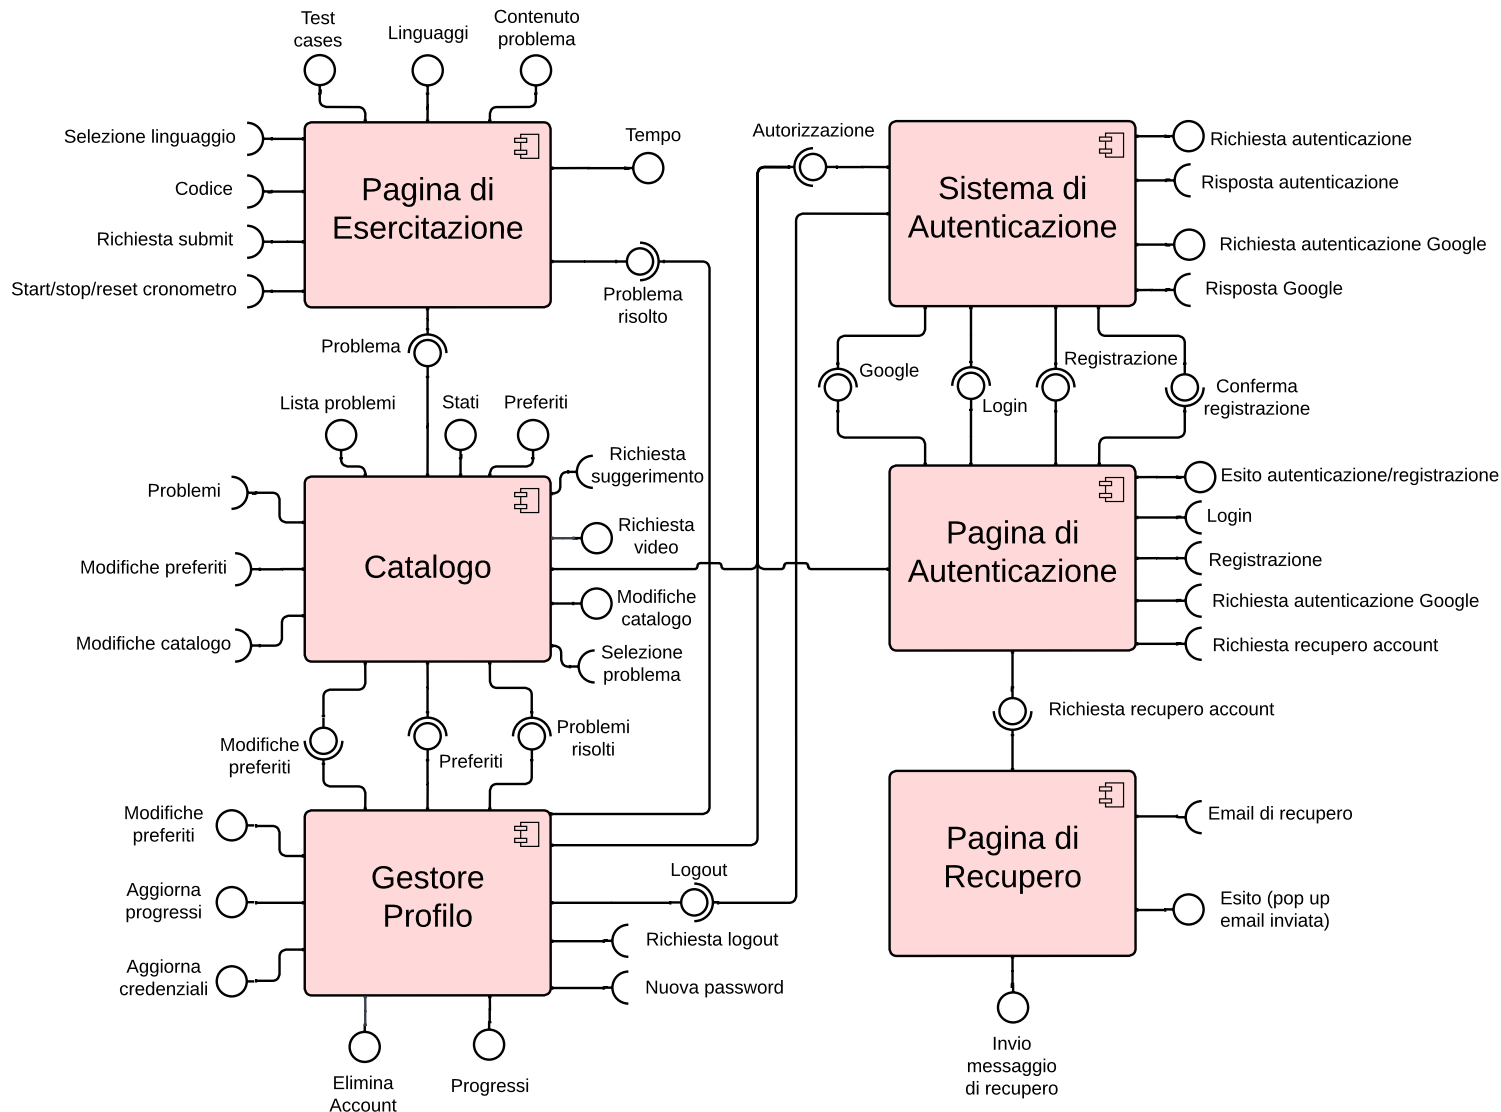 Test
cases
Linguaggi
Contenuto
problema
Selezione linguaggio
Codice
Richiesta submit
Start/stop/reset cronometro
Pagina di
Esercitazione
Tempo
Problema
risolto
Problema
Autorizzazione
Sistema di
Autenticazione
Richiesta autenticazione
Risposta autenticazione
Richiesta autenticazione Google
Risposta Google
Google
Login
Registrazione
Conferma
registrazione
Lista problemi
Stati
Preferiti
Richiesta
suggerimento
Problemi
Modifiche preferiti
Modifiche catalogo
Catalogo
Richiesta
video
Modifiche
catalogo
Selezione
problema
Pagina di
Autenticazione
Esito autenticazione/registrazione
Login
Registrazione
Richiesta autenticazione Google
Richiesta recupero account
Modifiche
preferiti
Preferiti
Problemi
risolti
Richiesta recupero account
Modifiche
preferiti
Aggiorna
progressi
Aggiorna
credenziali
Gestore
Profilo
Logout
Richiesta logout
Nuova password
Elimina
Account
Progressi
Pagina di
Recupero
Email di recupero
Esito (pop up
email inviata)
Invio
messaggio
di recupero